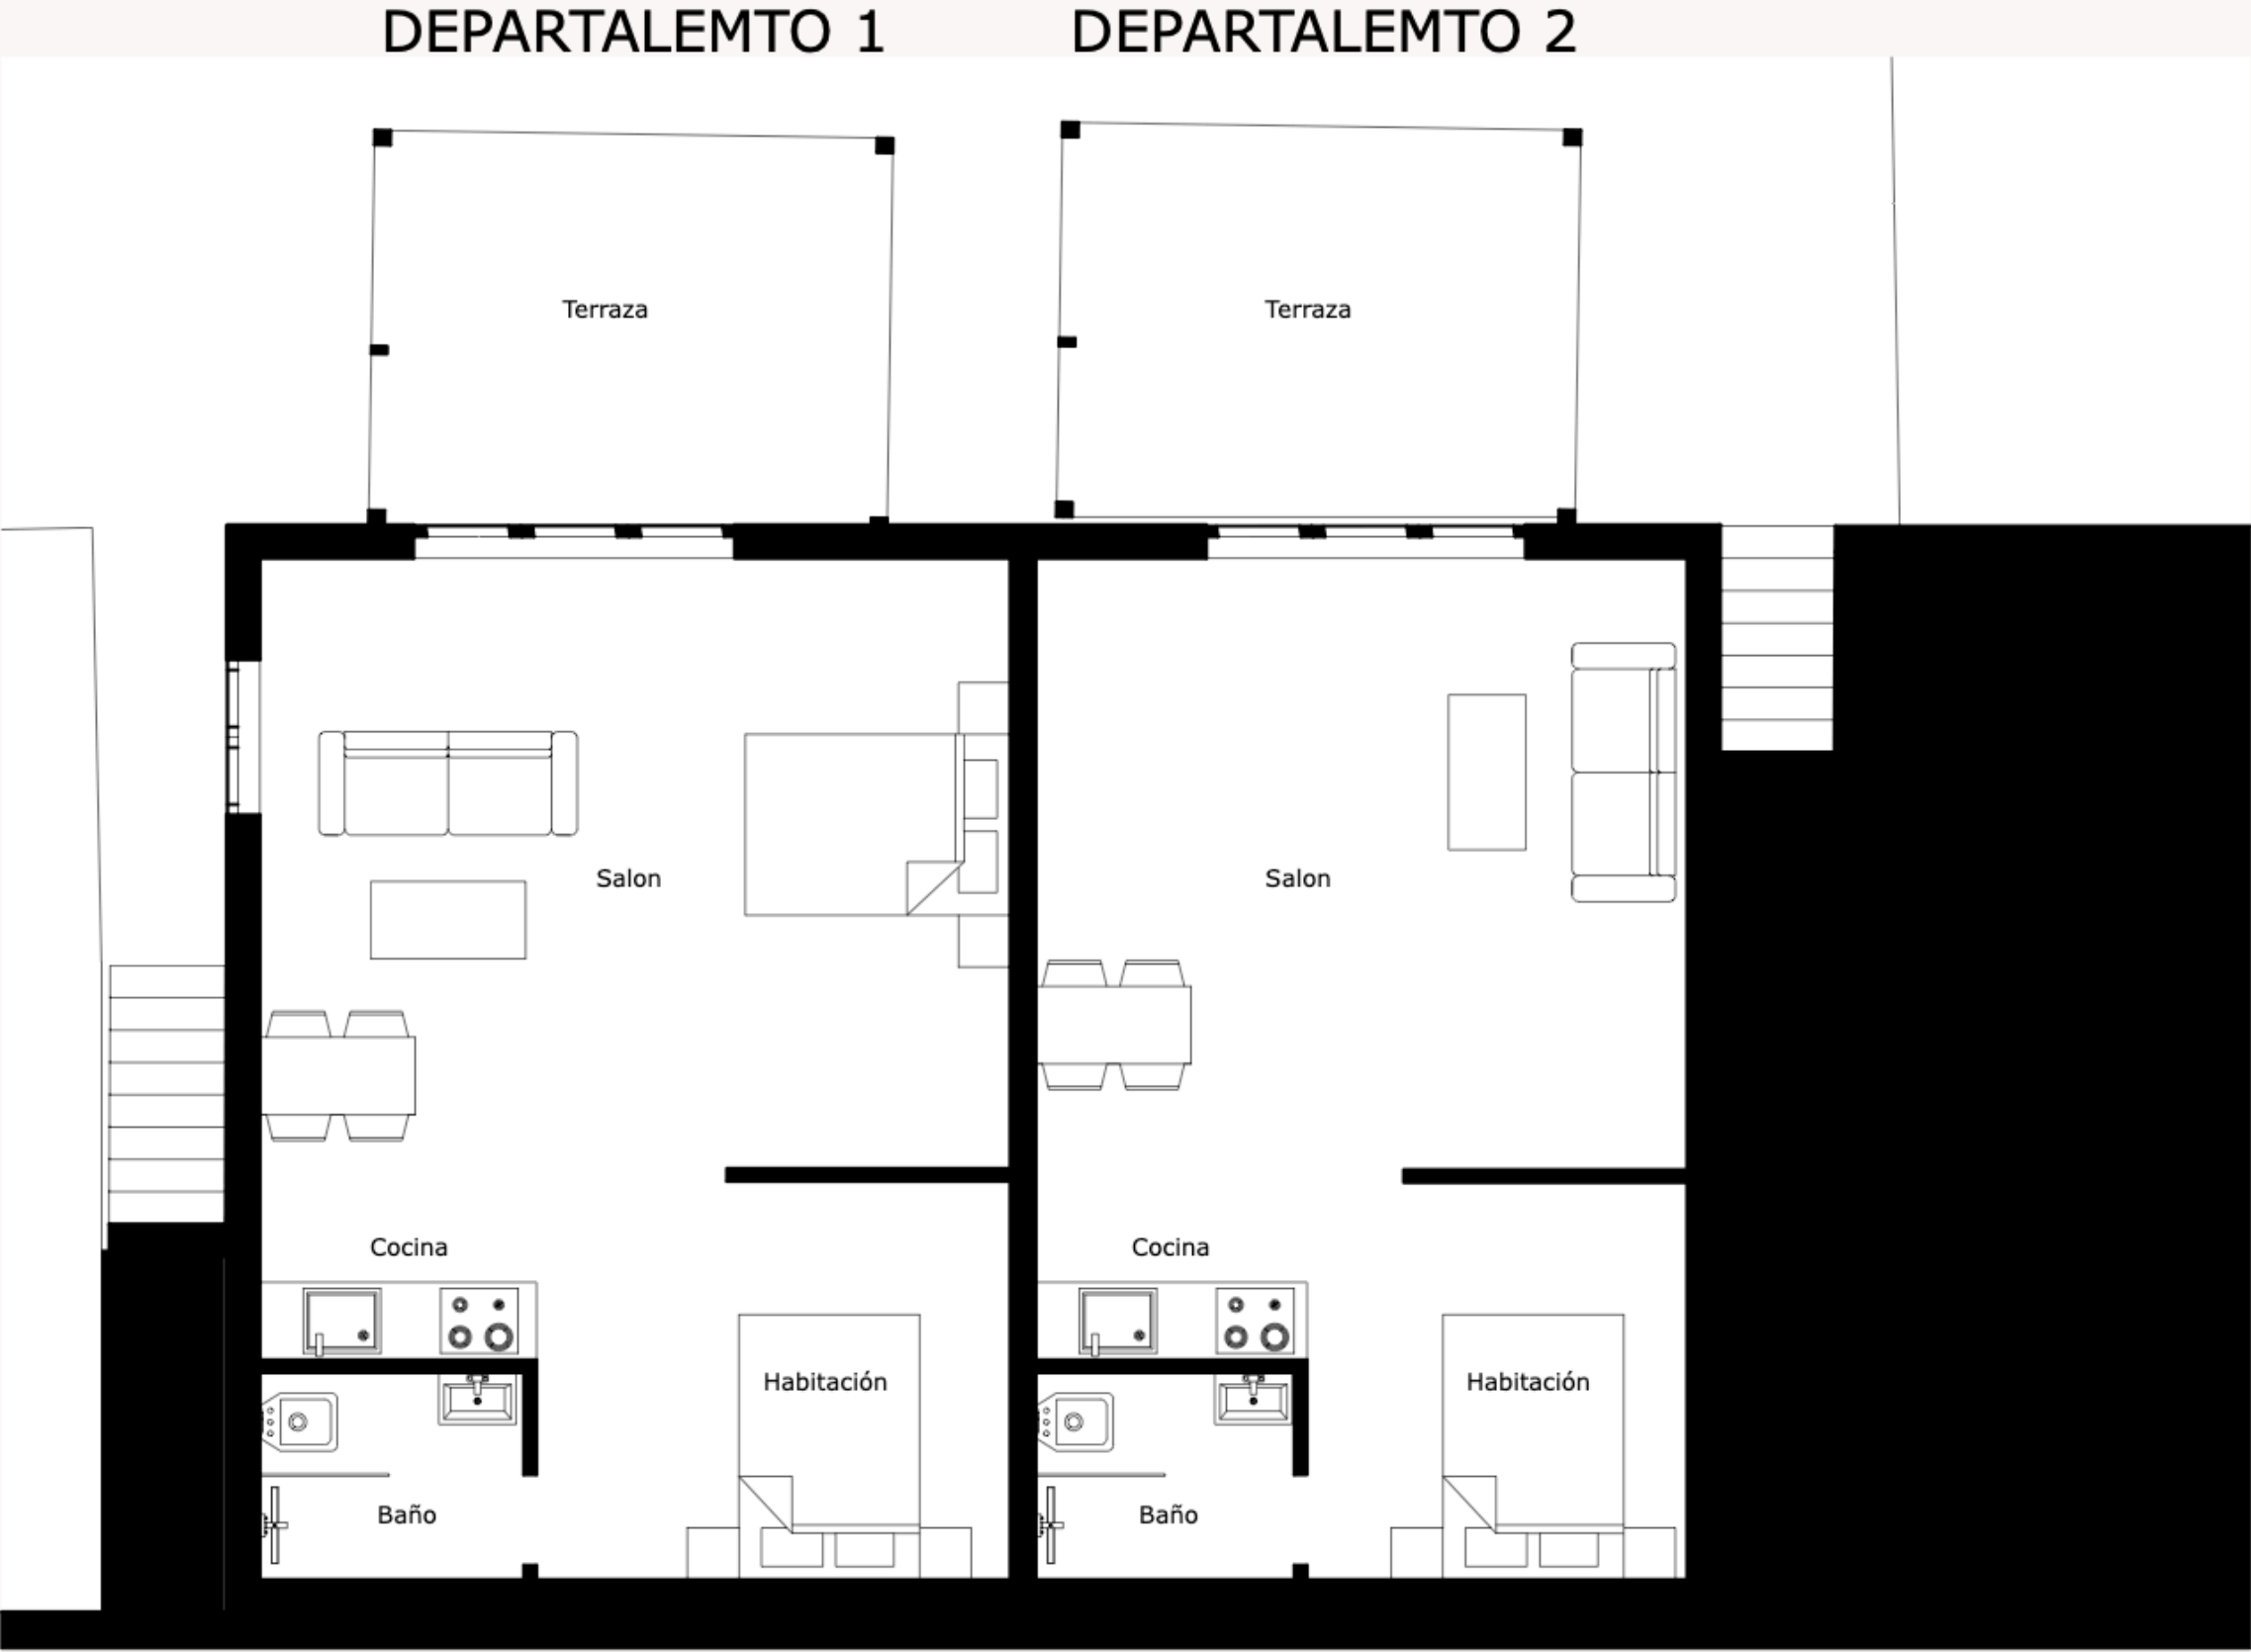 DEPARTALEMTO 1
DEPARTALEMTO 2
Terraza
Terraza
Salon
Salon
Cocina
Cocina
Habitación
Habitación
Baño
Baño